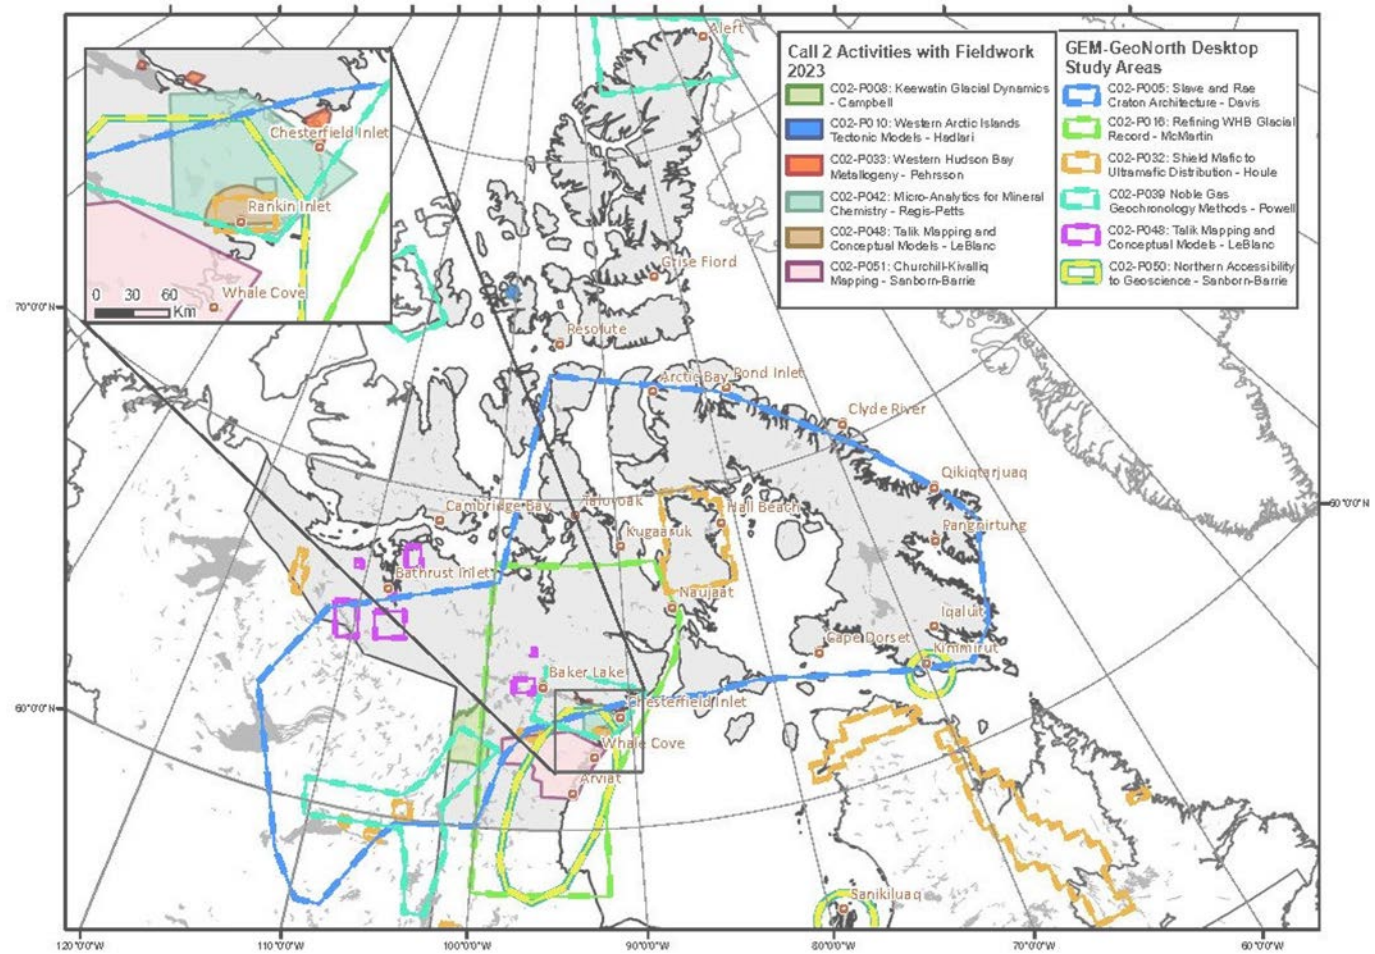 Alert
Call 2 Activities with Fieldwork
2023
C02-P008: Keewatin Glacial Dynamics
- Campbell
C02-P010: Western Arctic Islands
Tectonic Models - Hadlari
C02-P033: Western Hudson Bay
Metallogeny - Pehrsson
C02-P042: Micro-Analytics for Mineral
Chemistry - Regis-Petts
C02-P048: Talik Mapping and
Conceptual Models - LeBlanc
C02-P051: Churchill-Kivalliq
Mapping - Sanborn-Barrie
GEM-GeoNorth Desktop
Study Areas
C02-P005: Slave and Rae
Craton Architecture - Davis
C02-P016: Refining WHB Glacial
Record - McMartin
C02-P032: Shield Mafic to
Ultramafic Distribution - Houle
C02-P039 Noble Gas
Geochronology Methods - Powell
C02-P048: Talik Mapping and
Conceptual Models - LeBlanc
C02-P050: Northern Accessibility
to Geoscience - Sanborn-Barrie
Chesterfield Inlet
Rankin Inlet
Whale Cove
0 30 60
Km
70°0'0"N
Grise Fiord
Resolute
Arctic Bay
Pond Inlet
Clyde River
Qikiqtarjuaq
60°0'0"N
Cambridge Bay
Taloyoak
Hall Beach
Pangnirtung
Kugaaruk
Bathrust Inlet
Naujaat
Iqaluit
Cape Dorset
Kimmirut
Baker Lake
60°0'0"N
Chesterfield Inlet
Whale Cove
Arviat
Sanikiluaq
120°0'0"W
110°0'0"W
100°0'0"W
90°0'0"W
80°0'0"W
70°0'0"W
60°0'0"W